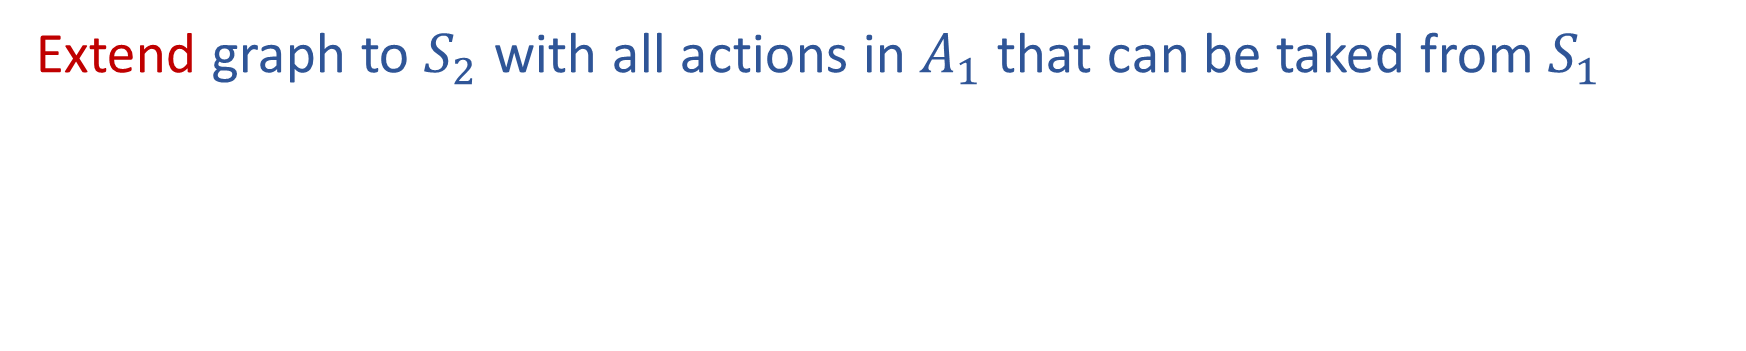 Extend graph to S₂ with all actions in A₁ that can be taked from S₁